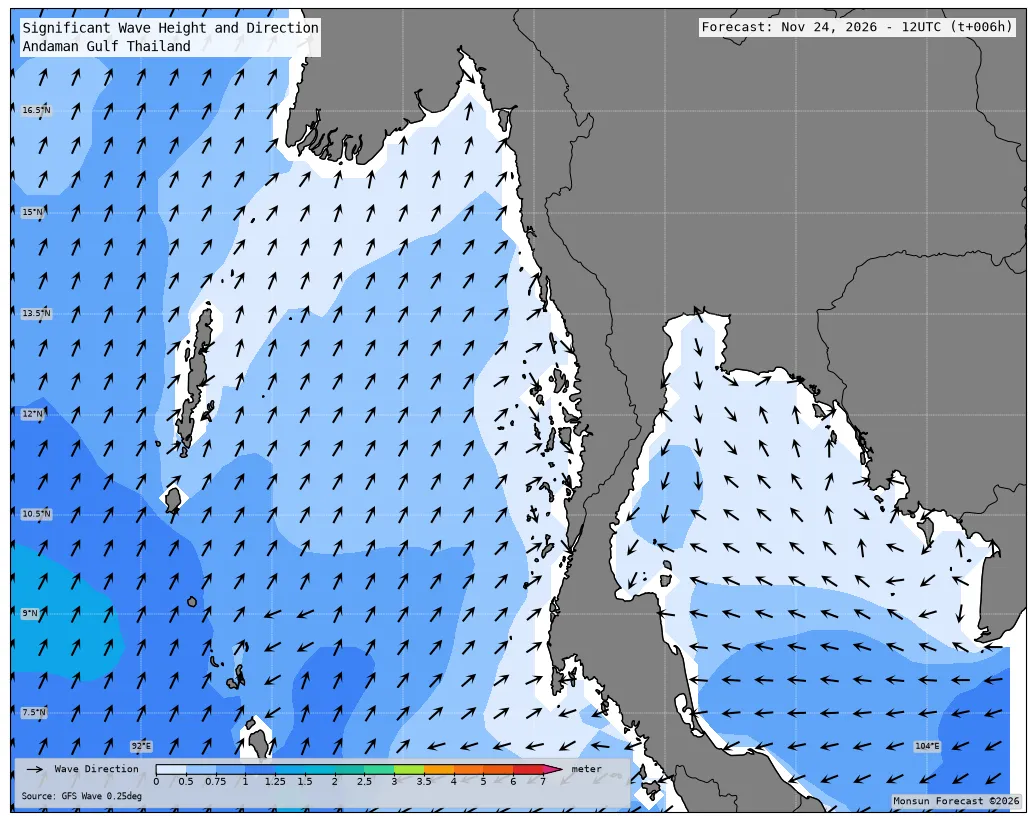 Significant Wave Height and Direction
Andaman Gulf Thailand
Forecast: Nov 24, 2026 - 12UTC (t+006h)
16.5°N
15°N
13.5°N
12°N
10.5°N
9°N
7.5°N
92°E
104°E
Wave Direction
0 0.5 0.75 1 1.25 1.5 2 2.5 3 3.5 4 5 6 7
meter
Source: GFS Wave 0.25deg
Monsun Forecast ©2026